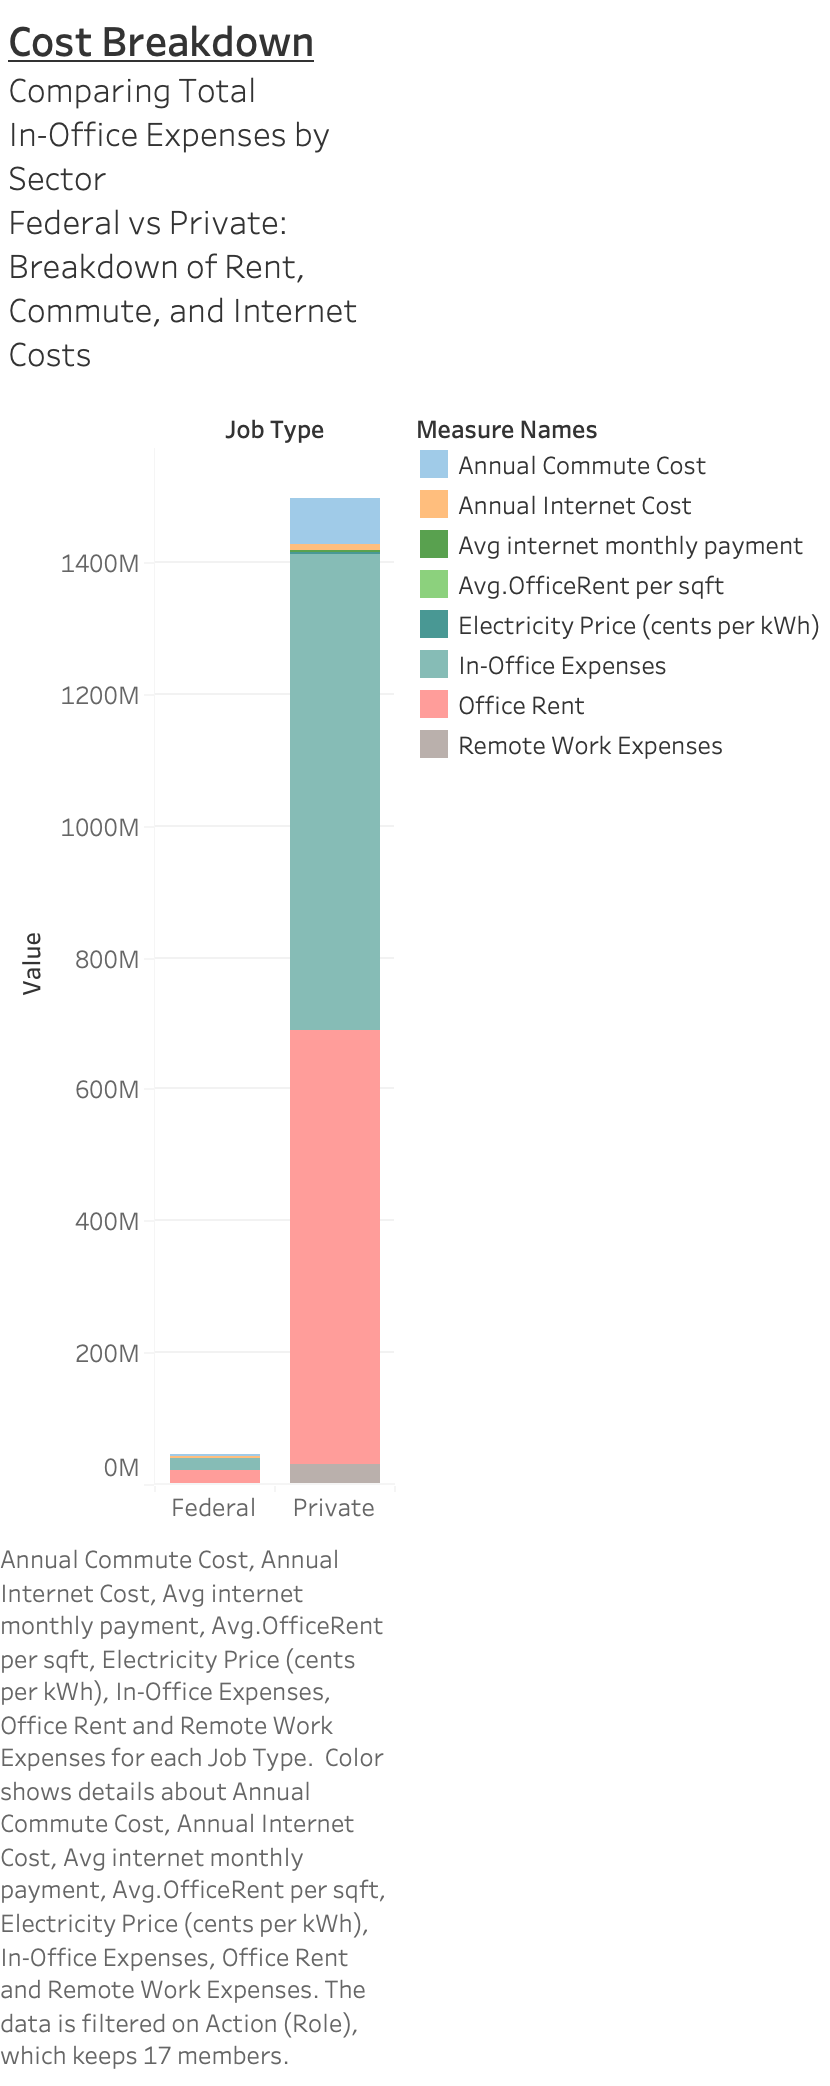 Cost Breakdown
Comparing Total
In-Office Expenses by
Sector
Federal vs Private:
Breakdown of Rent,
Commute, and Internet
Costs
Job Type
Measure Names
Annual Commute Cost
Annual Internet Cost
Avg internet monthly payment
Avg.OfficeRent per sqft
Electricity Price (cents per kWh)
In-Office Expenses
Office Rent
Remote Work Expenses
1400M
1200M
1000M
800M
600M
400M
200M
0M
Value
Federal
Private
Annual Commute Cost, Annual
Internet Cost, Avg internet
monthly payment, Avg.OfficeRent
per sqft, Electricity Price (cents
per kWh), In-Office Expenses,
Office Rent and Remote Work
Expenses for each Job Type.  Color
shows details about Annual
Commute Cost, Annual Internet
Cost, Avg internet monthly
payment, Avg.OfficeRent per sqft,
Electricity Price (cents per kWh),
In-Office Expenses, Office Rent
and Remote Work Expenses. The
data is filtered on Action (Role),
which keeps 17 members.